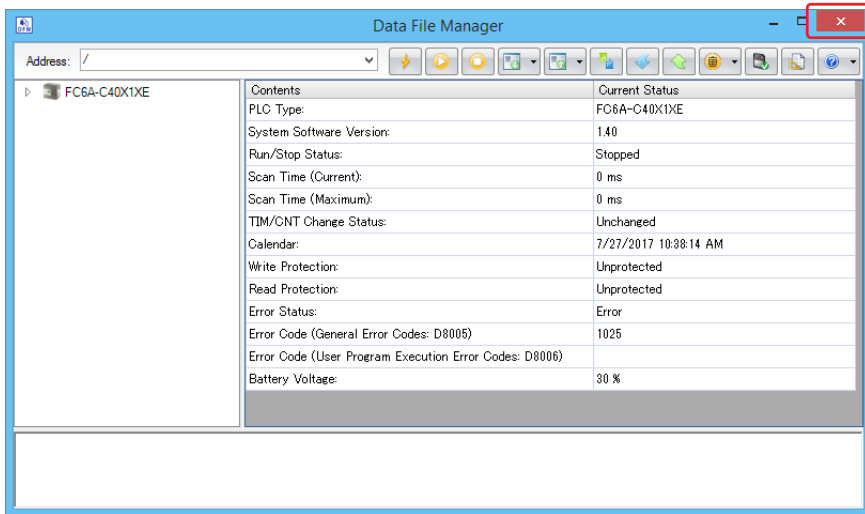 DFM
Data File Manager
Address: /
FC6A-C40X1XE
Contents Current Status
PLC Type: FC6A-C40X1XE
System Software Version: 1.40
Run/Stop Status: Stopped
Scan Time (Current): 0 ms
Scan Time (Maximum): 0 ms
TIM/CNT Change Status: Unchanged
Calendar: 7/27/2017 10:38:14 AM
Write Protection: Unprotected
Read Protection: Unprotected
Error Status: Error
Error Code (General Error Codes: D8005) 1025
Error Code (User Program Execution Error Codes: D8006)
Battery Voltage: 30 %